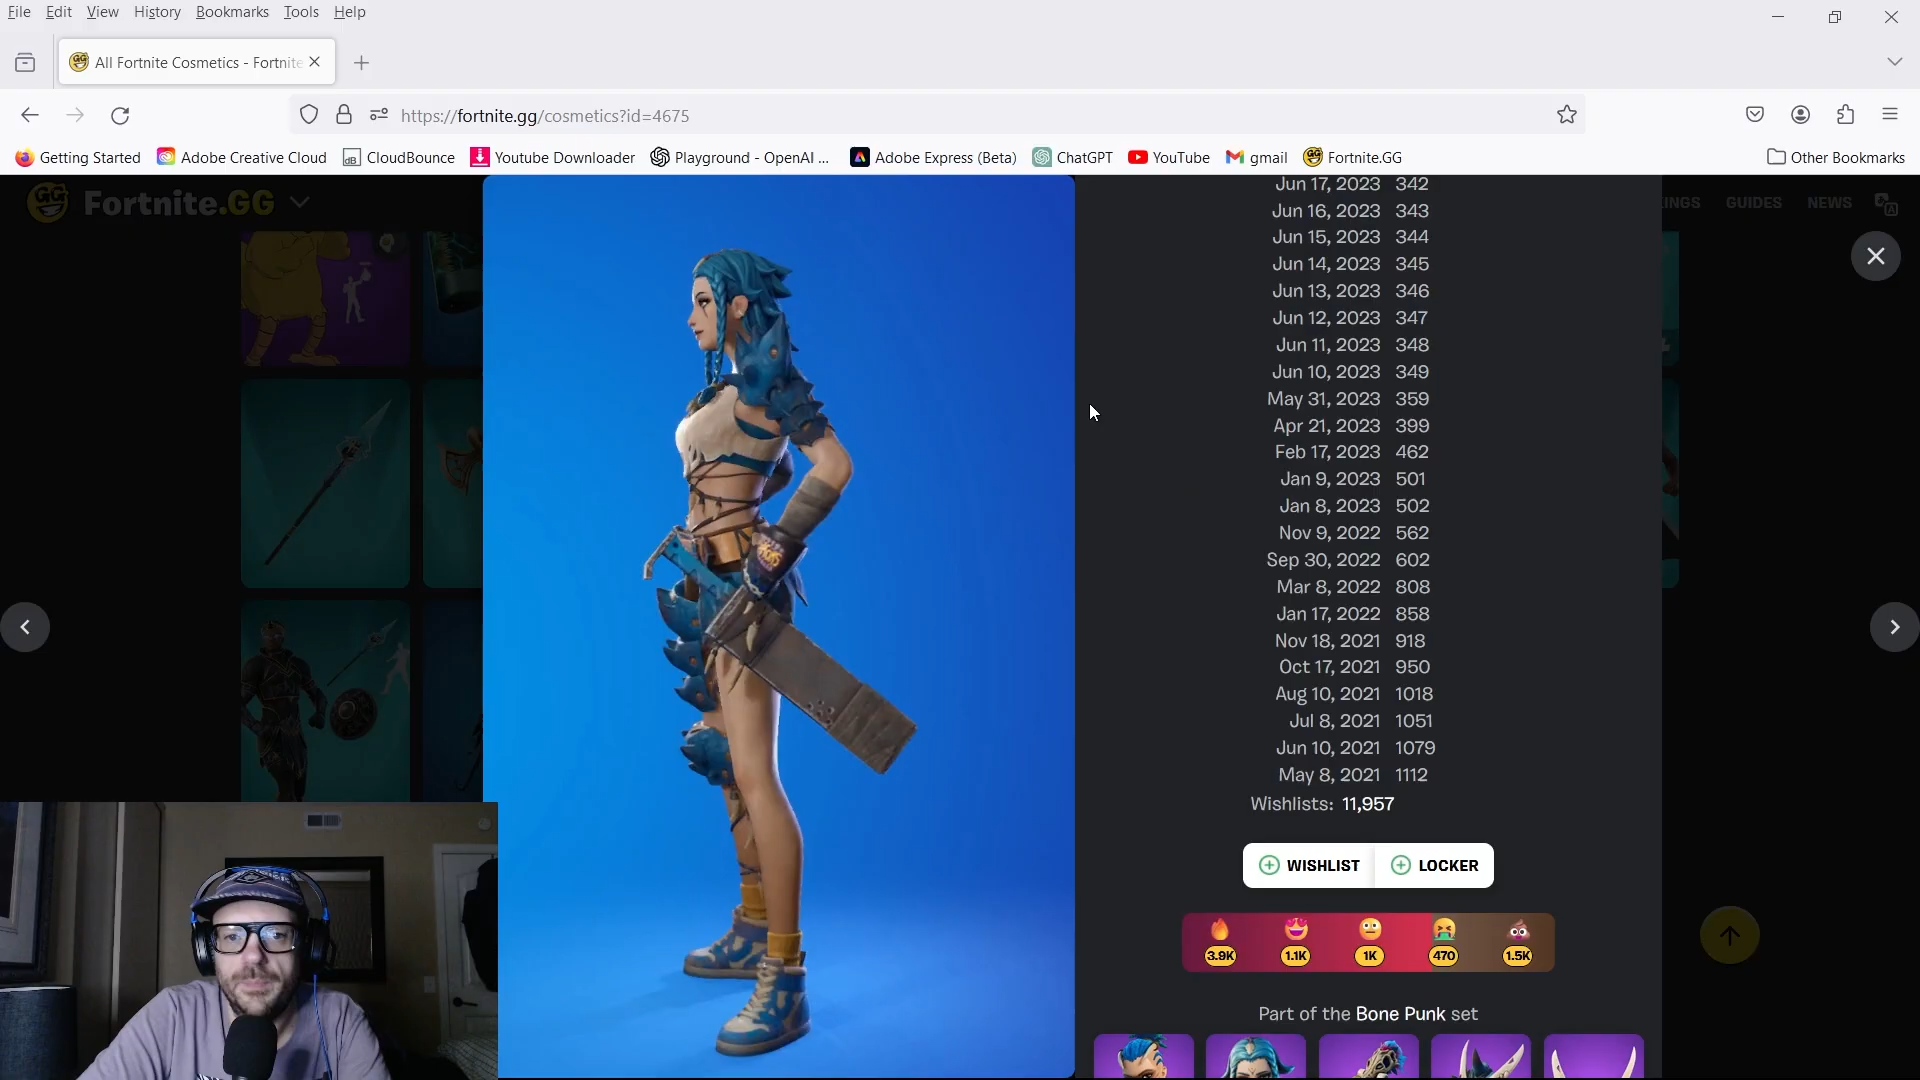 File Edit View History Bookmarks Tools Help
All Fortnite Cosmetics - Fortnite
https://fortnite.gg/cosmetics?id=4675
Getting Started Adobe Creative Cloud CloudBounce Youtube Downloader Playground - OpenAI ... Adobe Express (Beta) ChatGPT YouTube gmail Fortnite.GG Other Bookmarks
Fortnite.GG GUIDES NEWS
Jun 17, 2023 342
Jun 16, 2023 343
Jun 15, 2023 344
Jun 14, 2023 345
Jun 13, 2023 346
Jun 12, 2023 347
Jun 11, 2023 348
Jun 10, 2023 349
May 31, 2023 359
Apr 21, 2023 399
Feb 17, 2023 462
Jan 9, 2023 501
Jan 8, 2023 502
Nov 9, 2022 562
Sep 30, 2022 602
Mar 8, 2022 808
Jan 17, 2022 858
Nov 18, 2021 918
Oct 17, 2021 950
Aug 10, 2021 1018
Jul 8, 2021 1051
Jun 10, 2021 1079
May 8, 2021 1112
Wishlists: 11,957
WISHLIST LOCKER
3.9K 1.1K 1K 470 1.5K
Part of the Bone Punk set